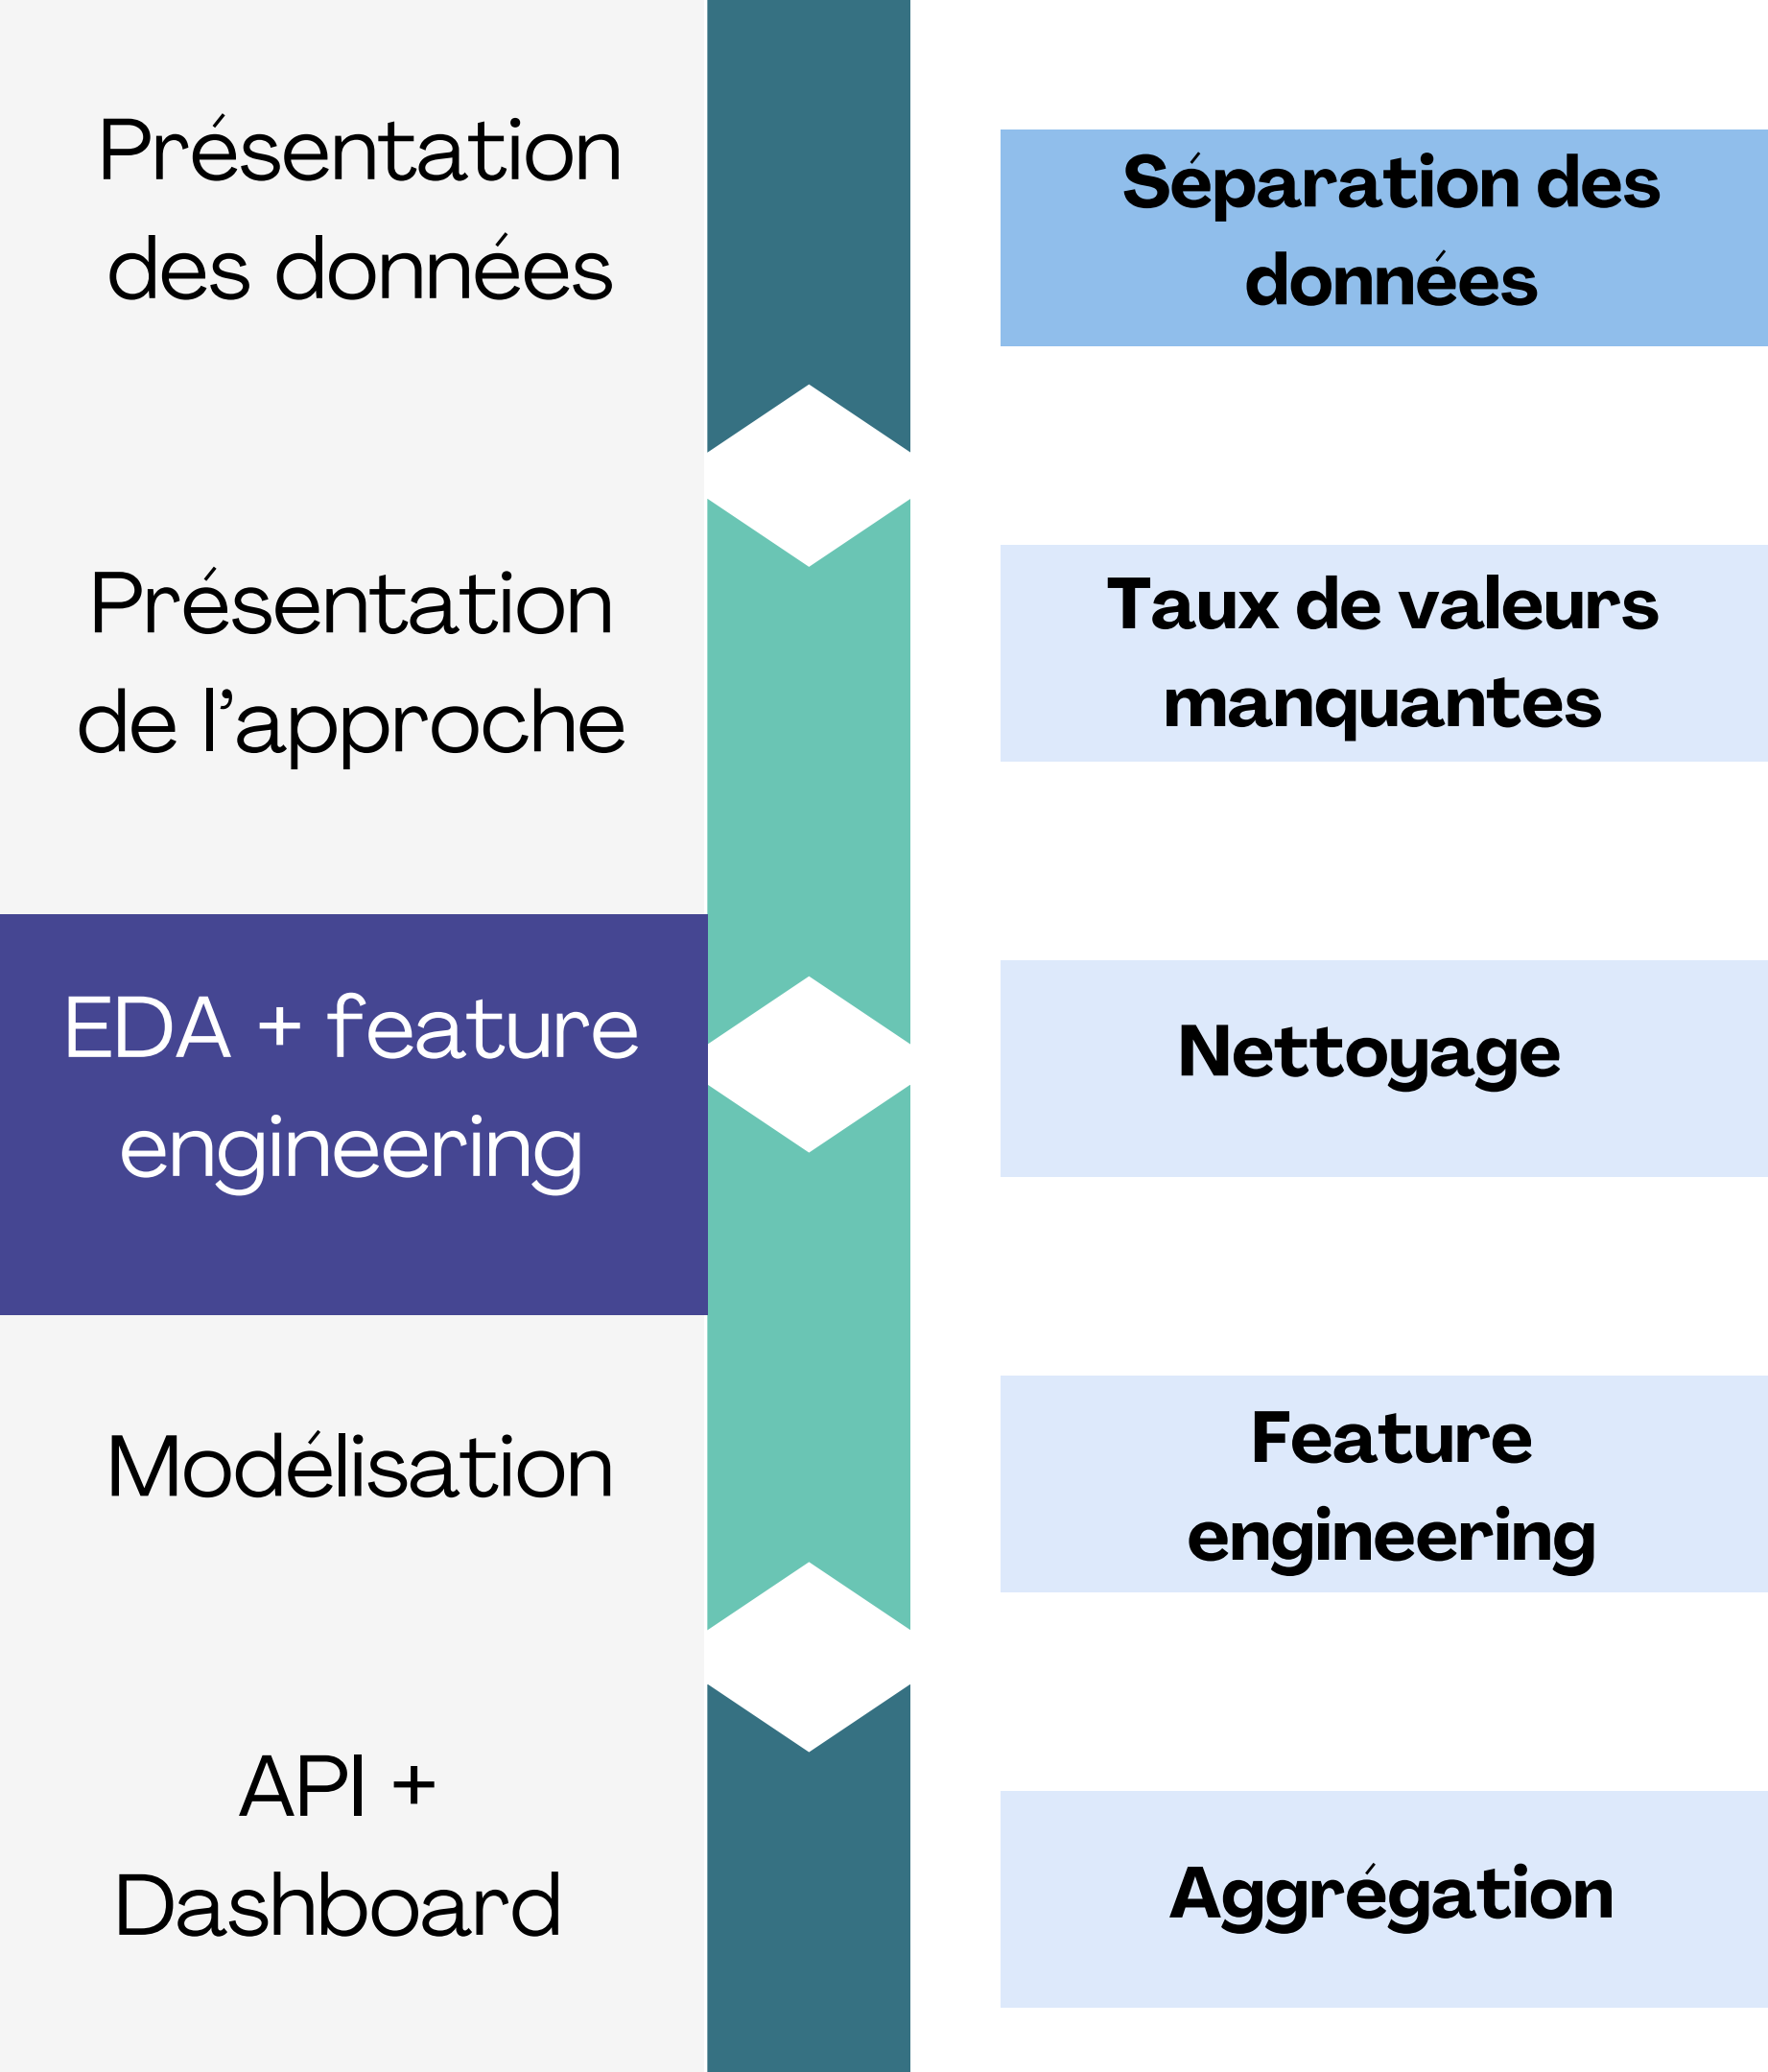 Présentation
des données
Présentation
de l’approche
EDA + feature
engineering
Modélisation
API +
Dashboard
Séparation des
données
Taux de valeurs
manquantes
Nettoyage
Feature
engineering
Aggrégation